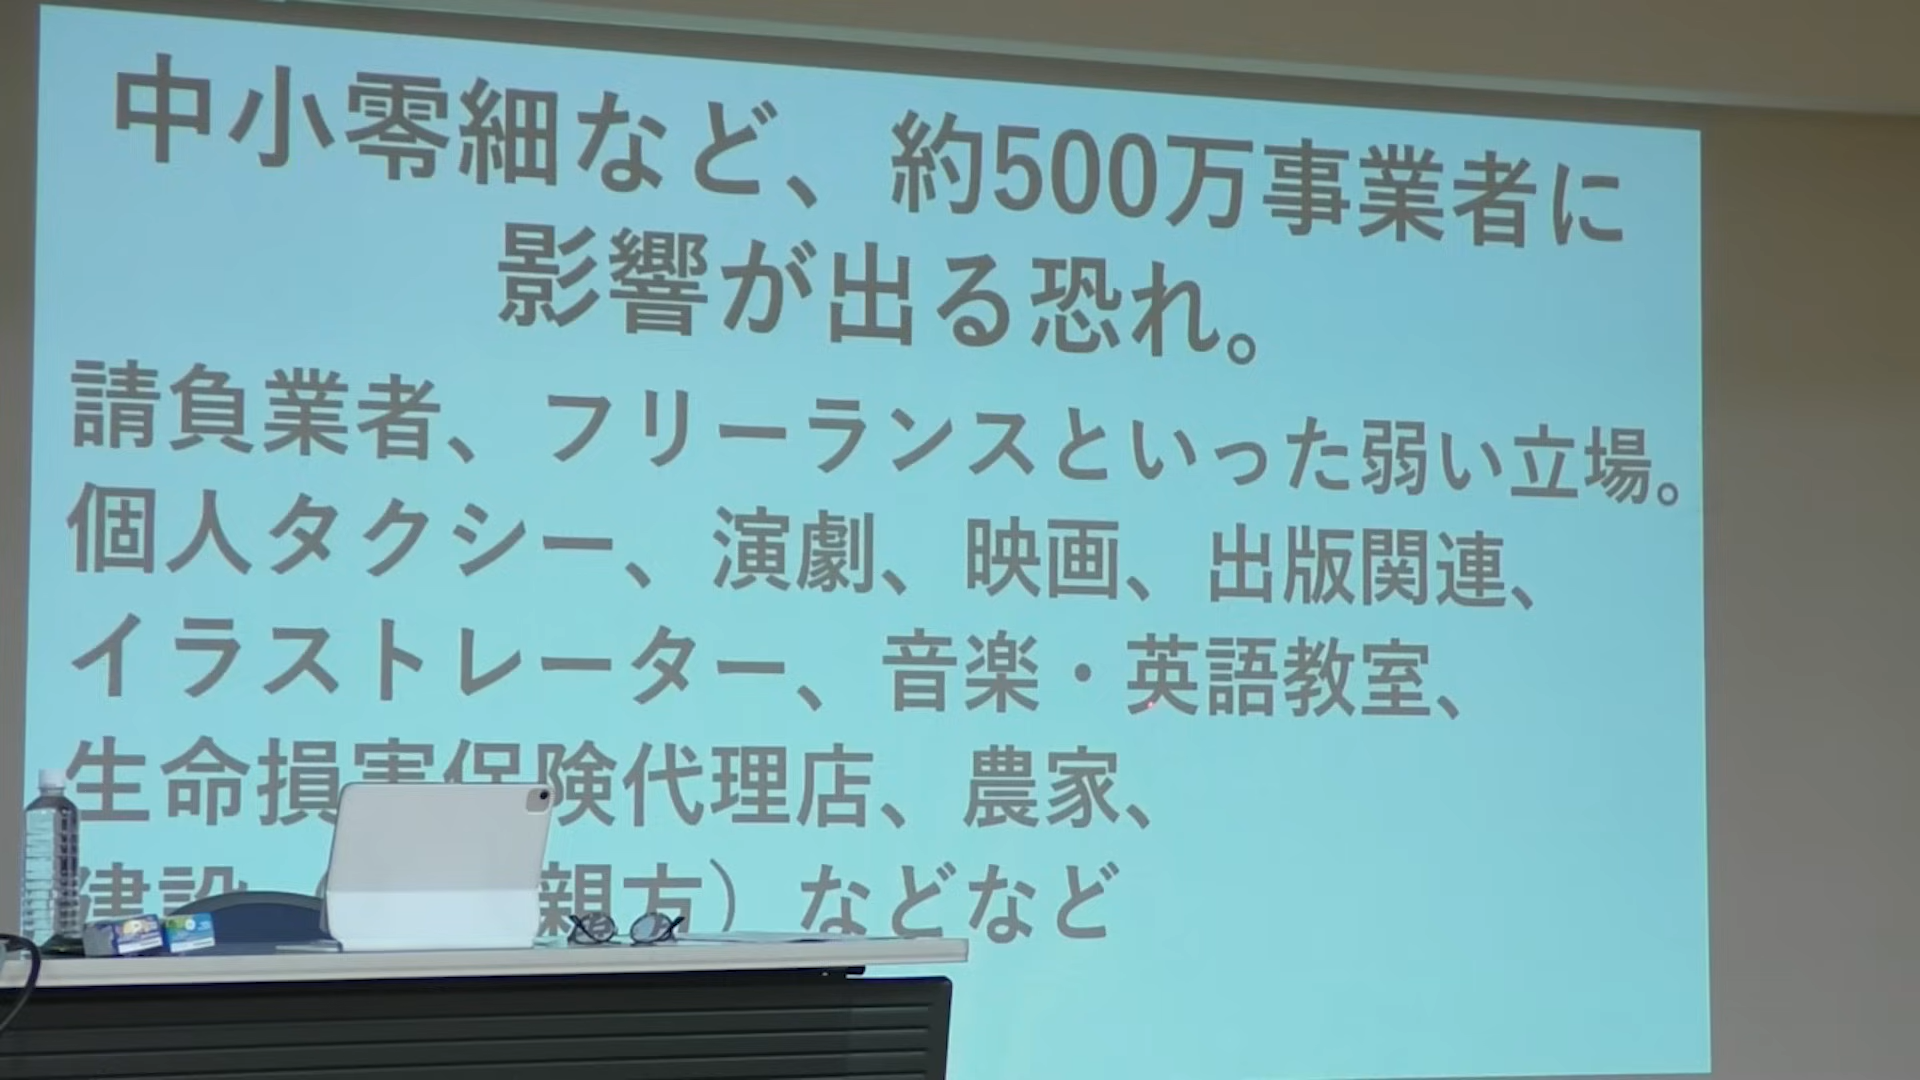 中小零細など、約500万事業者に
影響が出る恐れ。
請負業者、フリーランスといった弱い立場。
個人タクシー、演劇、映画、出版関連、
イラストレーター、音楽・英語教室、
生命損害保険代理店、農家、
建設（親方）などなど